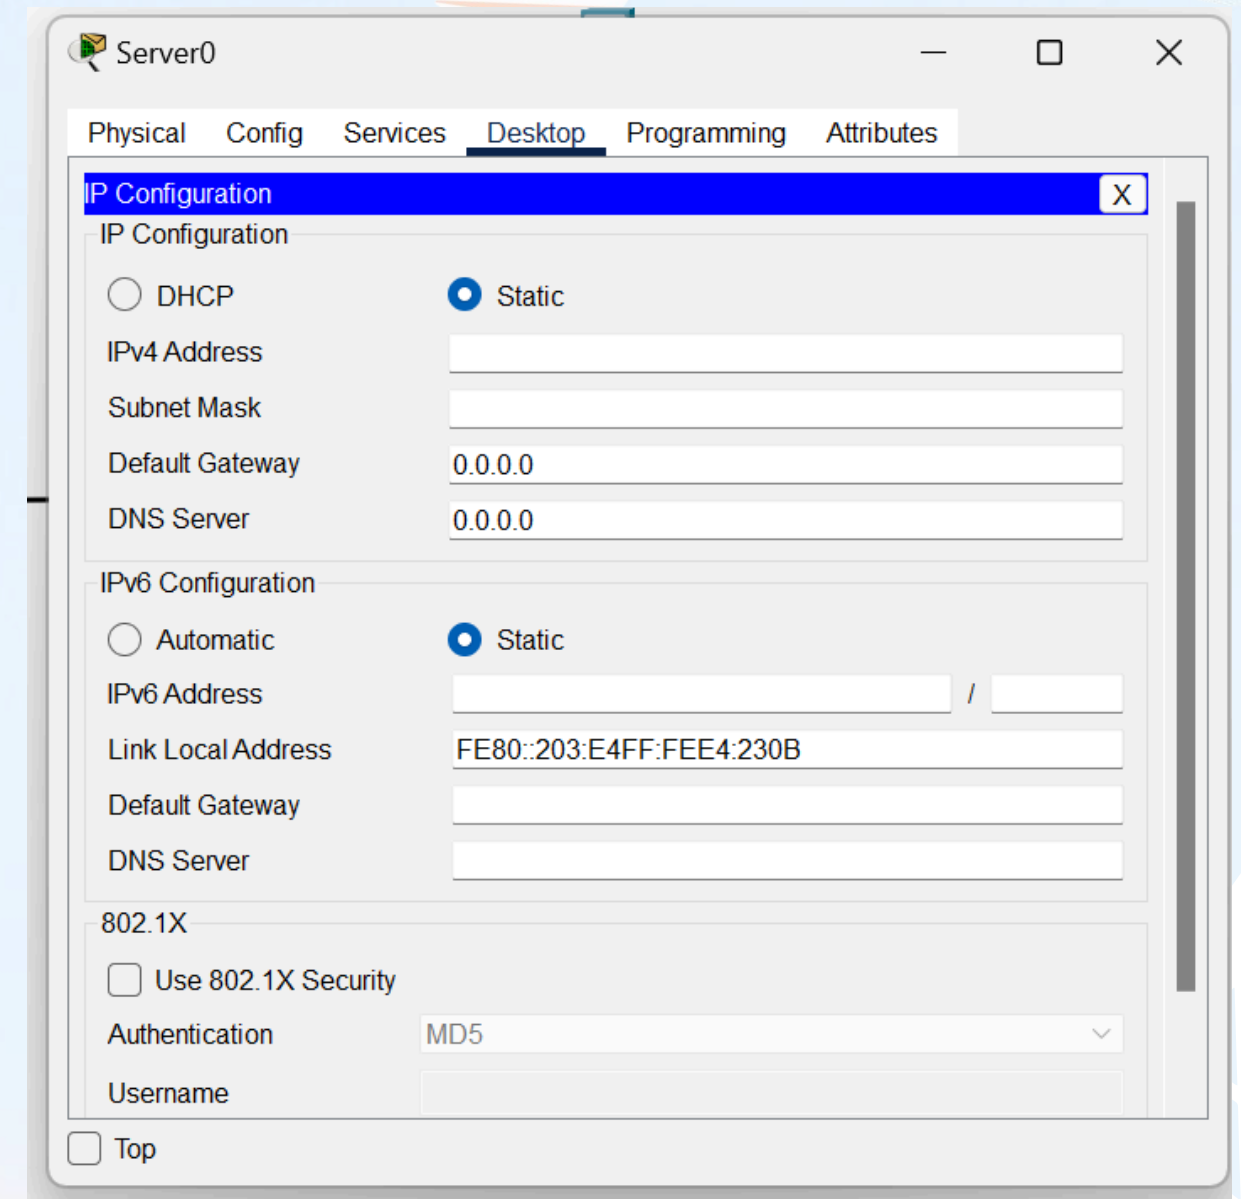 Server0
Physical Config Services Desktop Programming Attributes
IP Configuration X
IP Configuration
DHCP Static
IPv4 Address
Subnet Mask
Default Gateway 0.0.0.0
DNS Server 0.0.0.0
IPv6 Configuration
Automatic Static
IPv6 Address /
Link Local Address FE80::203:E4FF:FEE4:230B
Default Gateway
DNS Server
802.1X
Use 802.1X Security
Authentication MD5
Username
Top